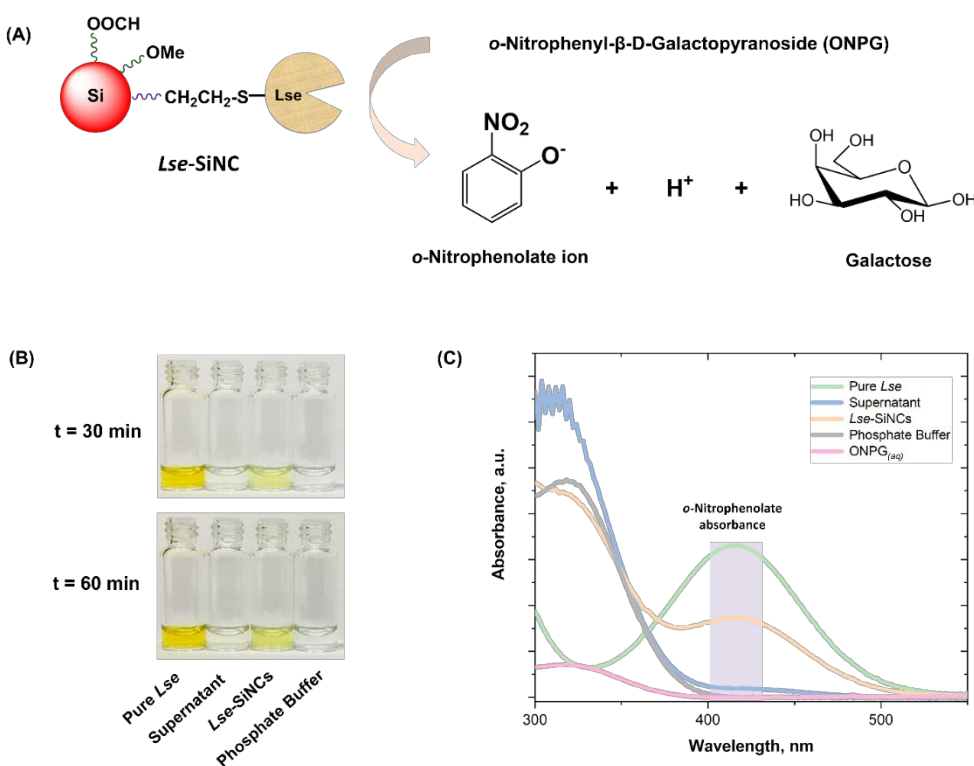 (A)
OOCH
OMe
Si
CH₂CH₂-S
Lse
Lse-SiNC
o-Nitrophenyl-β-D-Galactopyranoside (ONPG)
NO₂
O⁻
+
H⁺
+
o-Nitrophenolate ion
OH
OH
O
HO
OH
OH
Galactose
(B)
t = 30 min
t = 60 min
Pure Lse
Supernatant
Lse-SiNCs
Phosphate Buffer
(C)
Absorbance, a.u.
Pure Lse
Supernatant
Lse-SiNCs
Phosphate Buffer
ONPG(aq)
o-Nitrophenolate
absorbance
300
400
500
Wavelength, nm